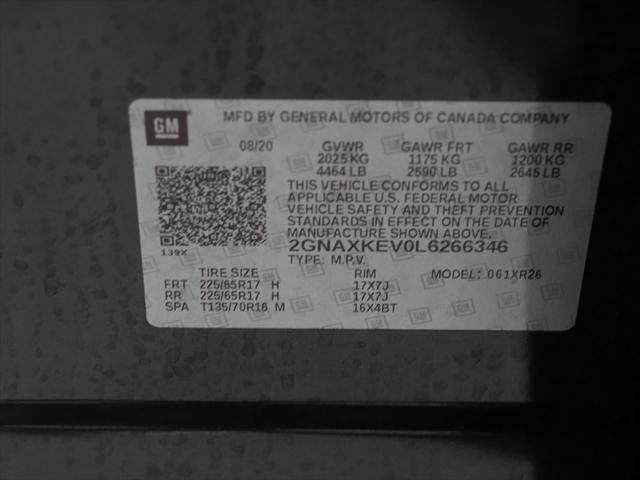 GM
MFD BY GENERAL MOTORS OF CANADA COMPANY
08/20 GVWR GAWR FRT GAWR RR
2025 KG 1175 KG 1200 KG
4464 LB 2590 LB 2645 LB
THIS VEHICLE CONFORMS TO ALL
APPLICABLE U.S. FEDERAL MOTOR
VEHICLE SAFETY AND THEFT PREVENTION
STANDARDS IN EFFECT ON THE DATE OF
MANUFACTURE SHOWN ABOVE.
139X
2GNAXKEV0L6266346
TYPE: M.P.V.
TIRE SIZE RIM MODEL: 061XR26
FRT 225/65R17 H 17X7J
RR 225/65R17 H 17X7J
SPA T135/70R16 M 16X4BT